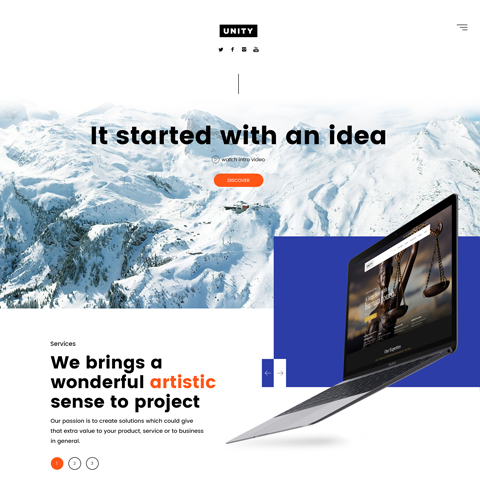 UNITY
It started with an idea
watch intro video
DISCOVER
Services
We brings a
wonderful artistic
sense to project
Our passion is to create solutions which could give
that extra value to your product, service or to business
in general.
1
2
3